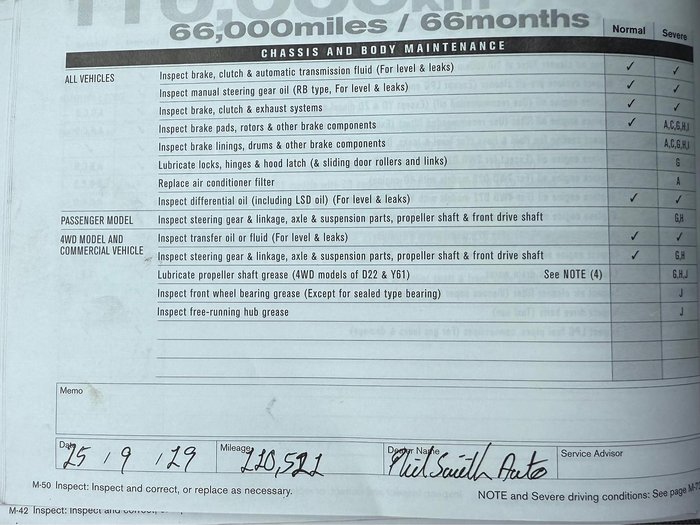 110,000km
66,000miles / 66months
Normal Severe
CHASSIS AND BODY MAINTENANCE
ALL VEHICLES Inspect brake, clutch & automatic transmission fluid (For level & leaks) ✓ ✓
Inspect manual steering gear oil (RB type, For level & leaks) ✓ ✓
Inspect brake, clutch & exhaust systems ✓ ✓
Inspect brake pads, rotors & other brake components ✓ A,C,G,H,I
Inspect brake linings, drums & other brake components A,C,G,H,I
Lubricate locks, hinges & hood latch (& sliding door rollers and links) G
Replace air conditioner filter A
Inspect differential oil (including LSD oil) (For level & leaks) ✓ ✓
PASSENGER MODEL Inspect steering gear & linkage, axle & suspension parts, propeller shaft & front drive shaft G,H
4WD MODEL AND Inspect transfer oil or fluid (For level & leaks) ✓ ✓
COMMERCIAL VEHICLE Inspect steering gear & linkage, axle & suspension parts, propeller shaft & front drive shaft ✓ G,H
Lubricate propeller shaft grease (4WD models of D22 & Y61) See NOTE (4) G,H,J
Inspect front wheel bearing grease (Except for sealed type bearing) J
Inspect free-running hub grease J
Memo
Date Mileage Dealer Name Service Advisor
25 / 9 / 29 210,521 Phil Smith Auto
M-50 Inspect: Inspect and correct, or replace as necessary. NOTE and Severe driving conditions: See page
M-42 Inspect: Inspect and correct,